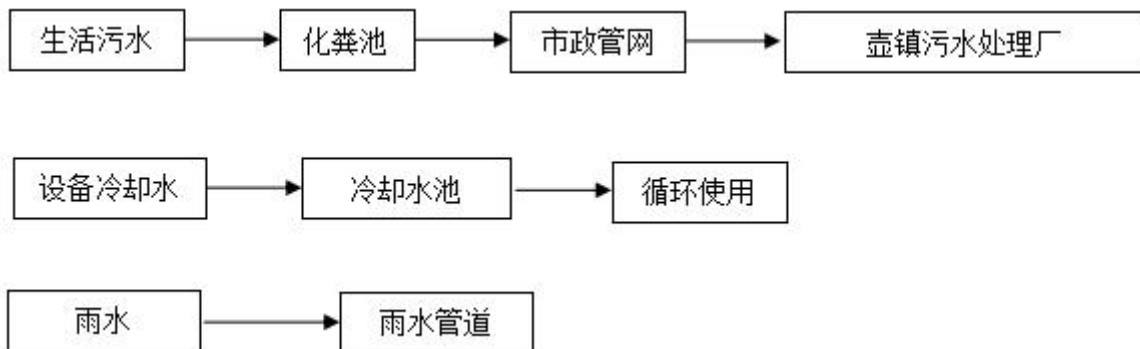 生活污水
化粪池
市政管网
壶镇污水处理厂
设备冷却水
冷却水池
循环使用
雨水
雨水管道